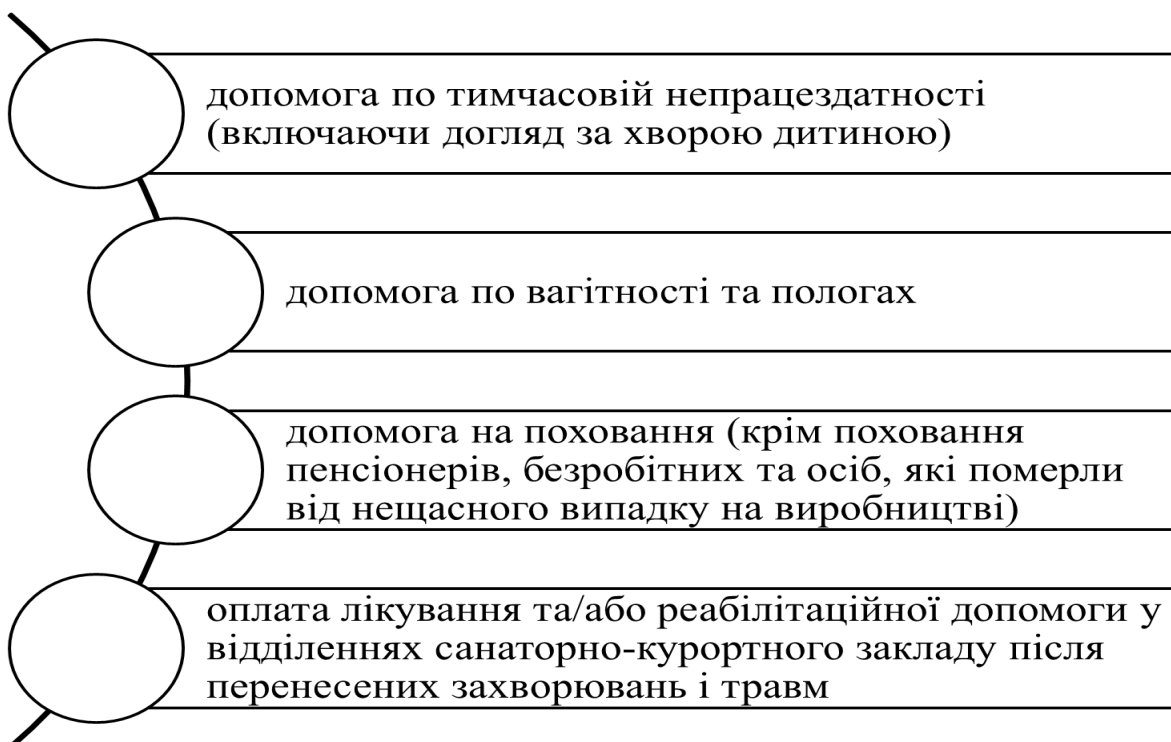 допомога по тимчасовій непрацездатності
(включаючи догляд за хворою дитиною)
допомога по вагітності та пологах
допомога на поховання (крім поховання
пенсіонерів, безробітних та осіб, які померли
від нещасного випадку на виробництві)
оплата лікування та/або реабілітаційної допомоги у
відділеннях санаторно-курортного закладу після
перенесених захворювань і травм